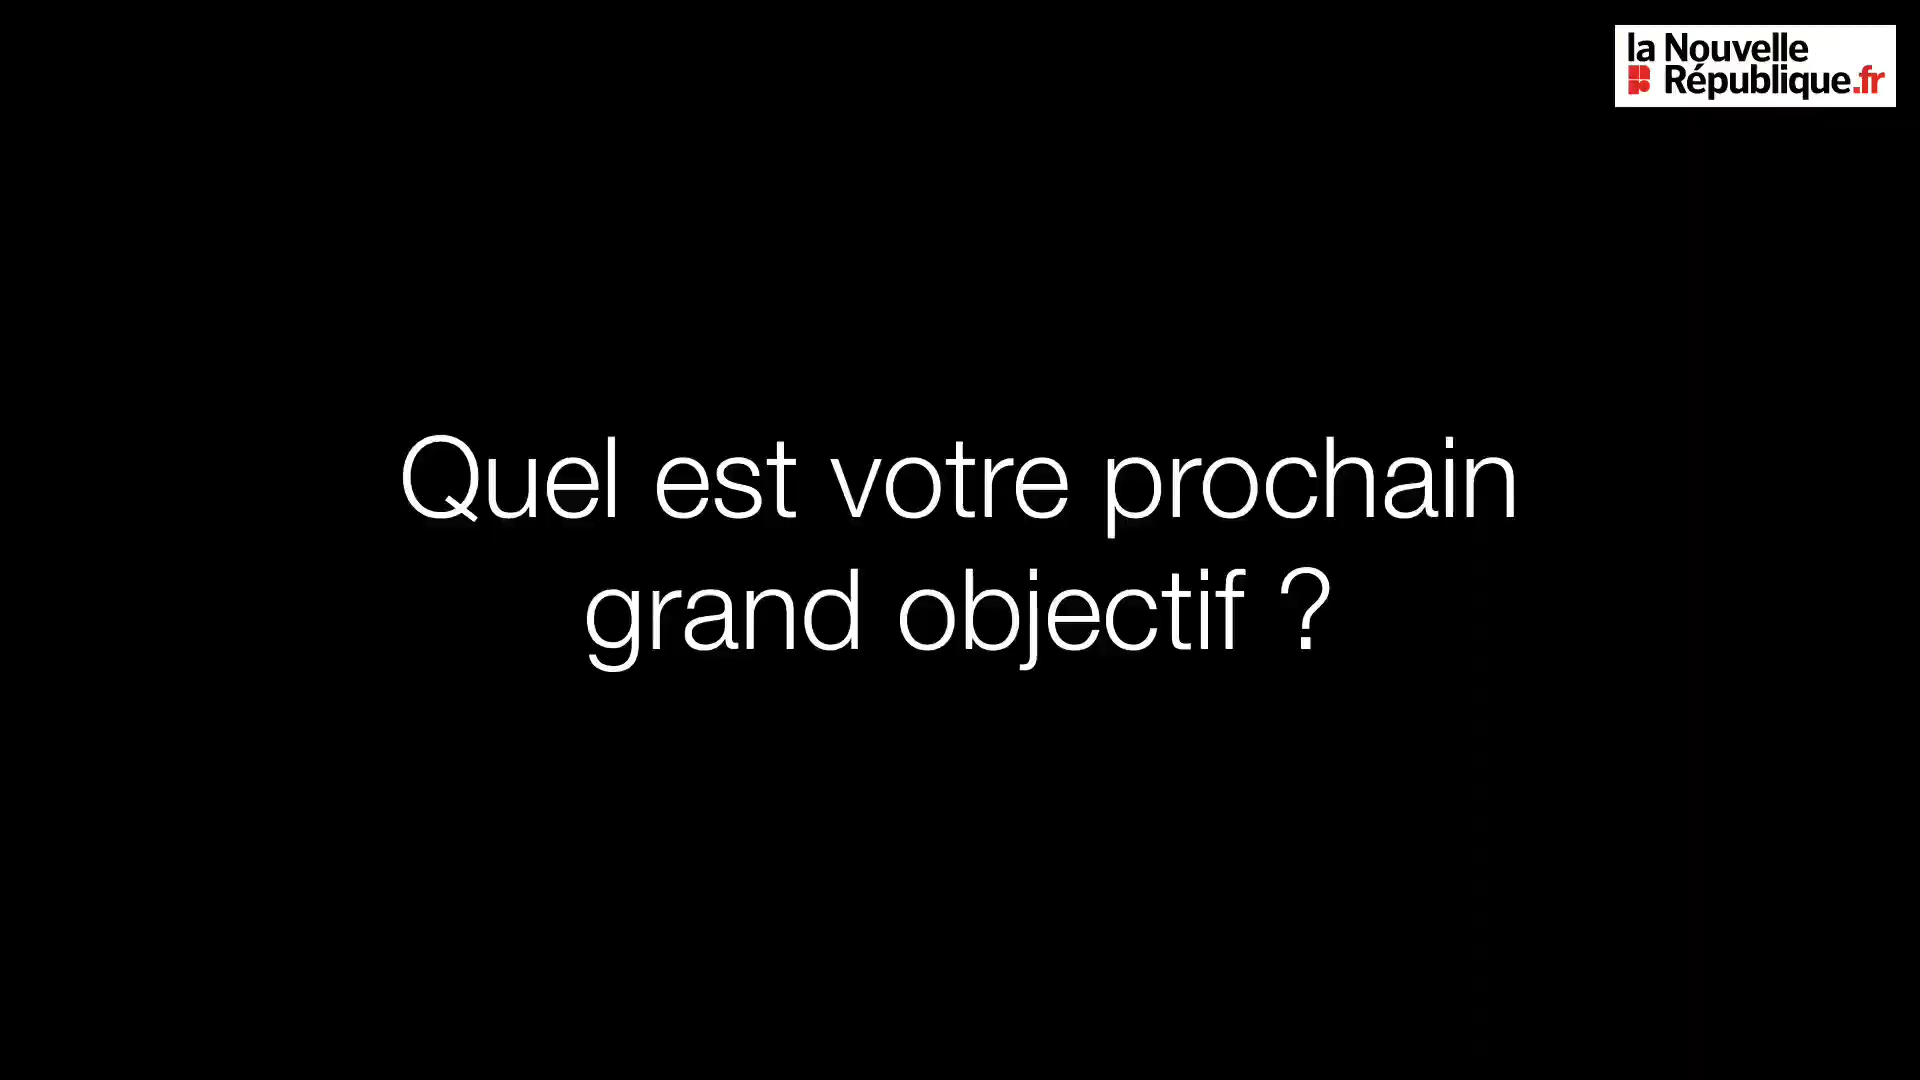 la Nouvelle
République.fr
Quel est votre prochain
grand objectif ?